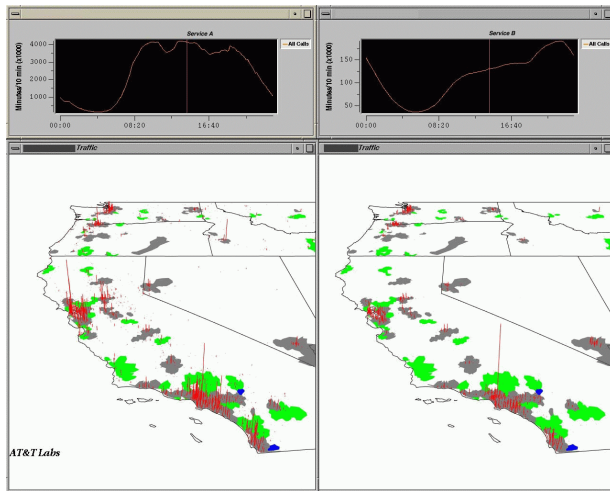 Service A
All Calls
Minutes/10 min (x1000)
4000
3000
2000
1000
00:00
08:20
16:40
Service B
All Calls
Minutes/10 min (x1000)
150
100
50
00:00
08:20
16:40
Traffic
Traffic
AT&T Labs